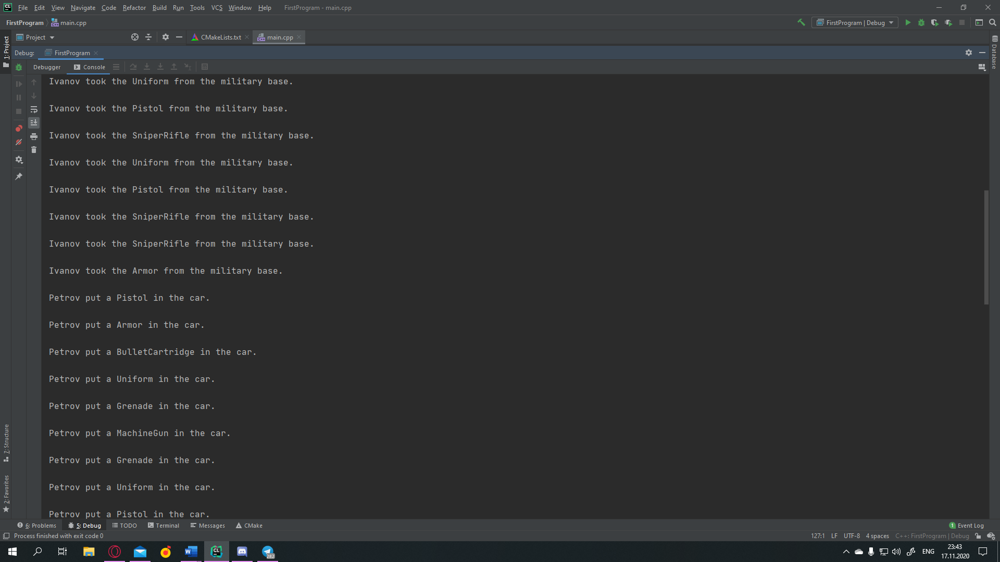 CL File Edit View Navigate Code Refactor Build Run Tools VCS Window Help FirstProgram - main.cpp
FirstProgram main.cpp FirstProgram | Debug
1: Project Project CMakeLists.txt main.cpp Database
Debug: FirstProgram
Debugger Console
Ivanov took the Uniform from the military base.
Ivanov took the Pistol from the military base.
Ivanov took the SniperRifle from the military base.
Ivanov took the Uniform from the military base.
Ivanov took the Pistol from the military base.
Ivanov took the SniperRifle from the military base.
Ivanov took the SniperRifle from the military base.
Ivanov took the Armor from the military base.
Petrov put a Pistol in the car.
Petrov put a Armor in the car.
Petrov put a BulletCartridge in the car.
Petrov put a Uniform in the car.
Petrov put a Grenade in the car.
Petrov put a MachineGun in the car.
Petrov put a Grenade in the car.
Petrov put a Uniform in the car.
Petrov put a Pistol in the car.
7: Structure
2: Favorites
6: Problems 5: Debug TODO Terminal Messages CMake 1 Event Log
Process finished with exit code 0 127:1 LF UTF-8 4 spaces C++: FirstProgram | Debug
W CL 282 ENG 23:43
17.11.2020